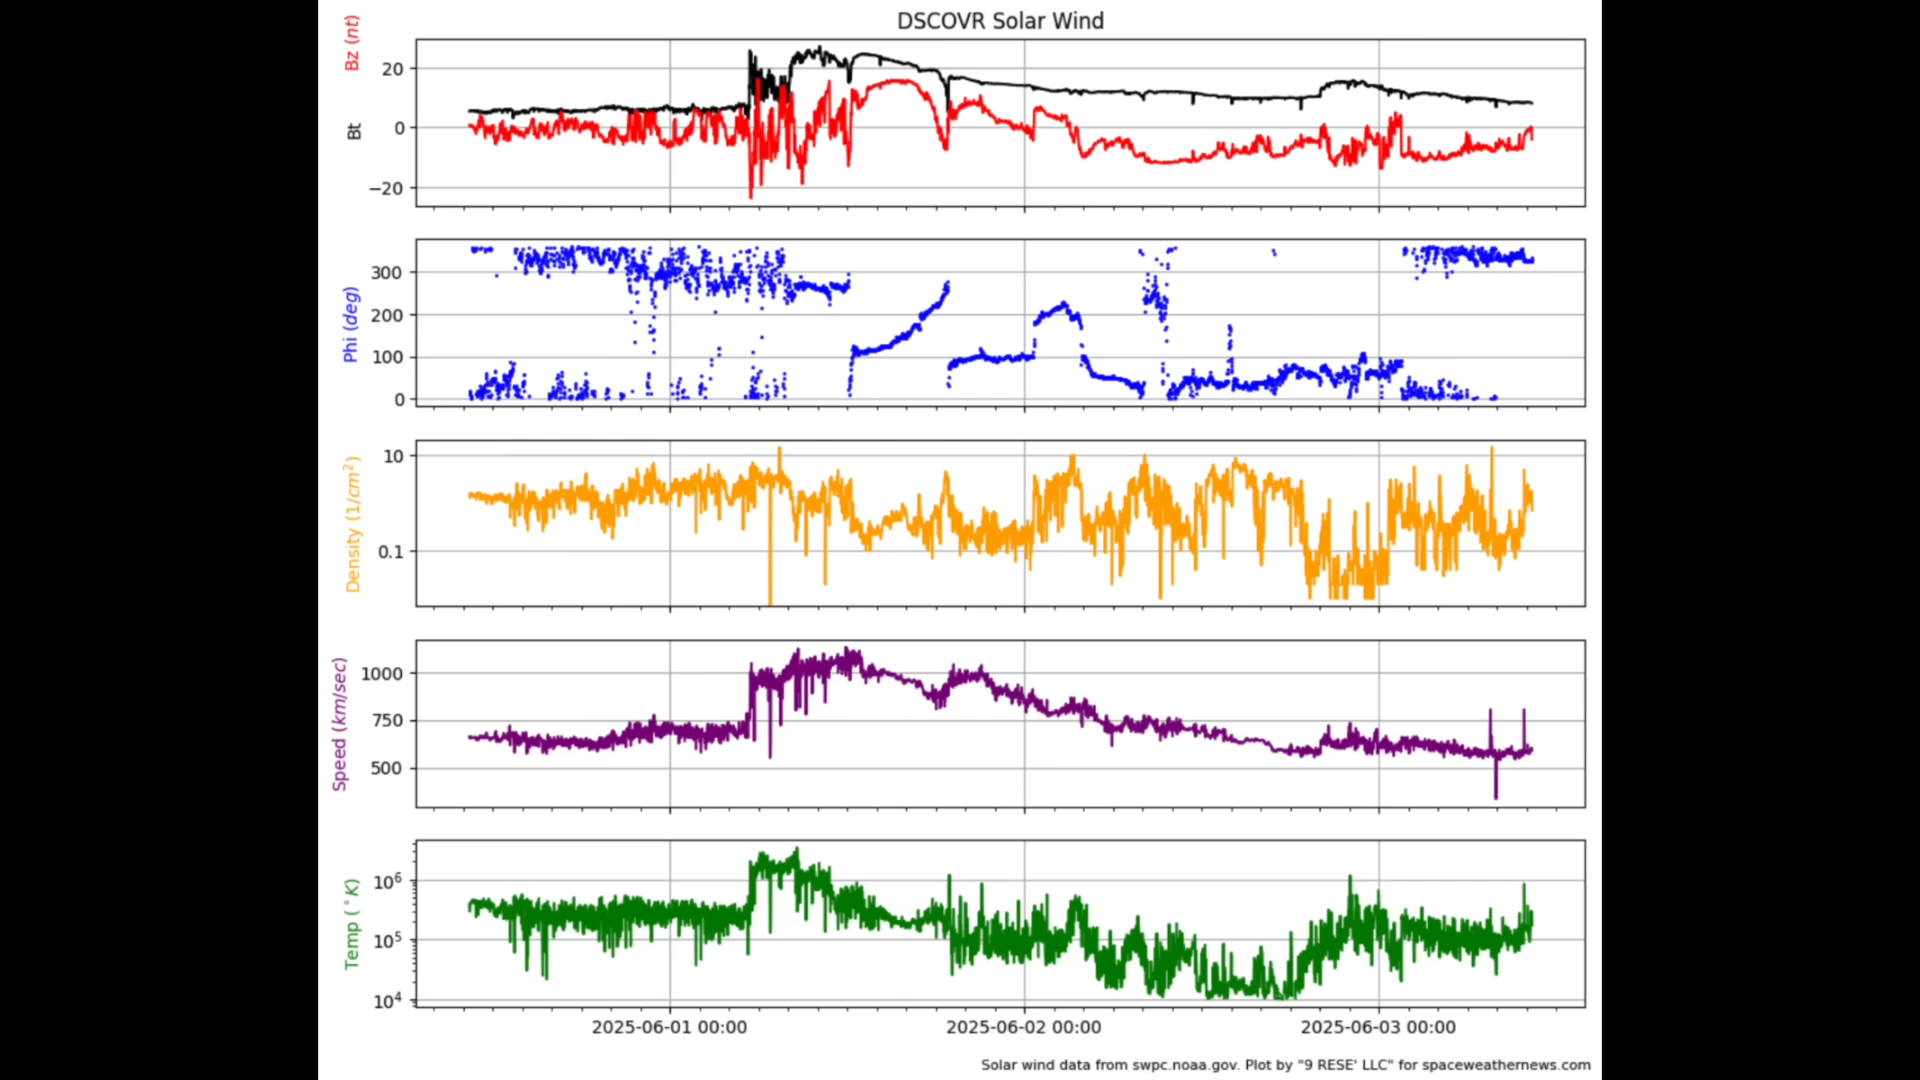 DSCOVR Solar Wind
Bz (nt)
Bt
20
0
−20
Phi (deg)
300
200
100
0
Density (1/cm²)
10
0.1
Speed (km/sec)
1000
750
500
Temp (°K)
10⁶
10⁵
10⁴
2025-06-01 00:00
2025-06-02 00:00
2025-06-03 00:00
Solar wind data from swpc.noaa.gov. Plot by "9 RESE' LLC" for spaceweathernews.com